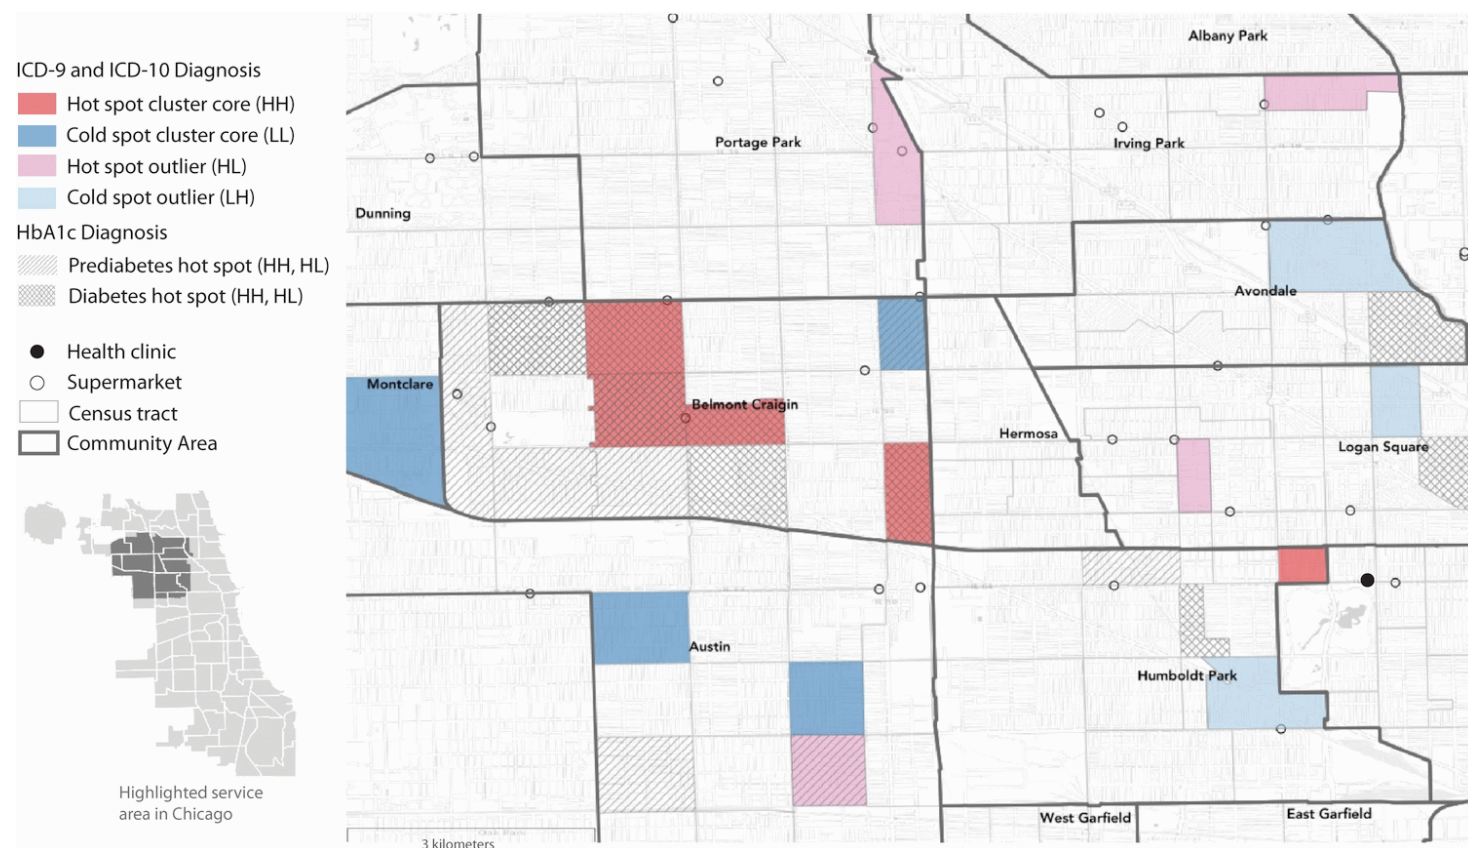 ICD-9 and ICD-10 Diagnosis
Hot spot cluster core (HH)
Cold spot cluster core (LL)
Hot spot outlier (HL)
Cold spot outlier (LH)
HbA1c Diagnosis
Prediabetes hot spot (HH, HL)
Diabetes hot spot (HH, HL)
Health clinic
Supermarket
Census tract
Community Area
Highlighted service
area in Chicago
Albany Park
Portage Park
Irving Park
Dunning
Avondale
Montclare
Belmont Craigin
Hermosa
Logan Square
Austin
Humboldt Park
West Garfield
East Garfield
3 kilometers